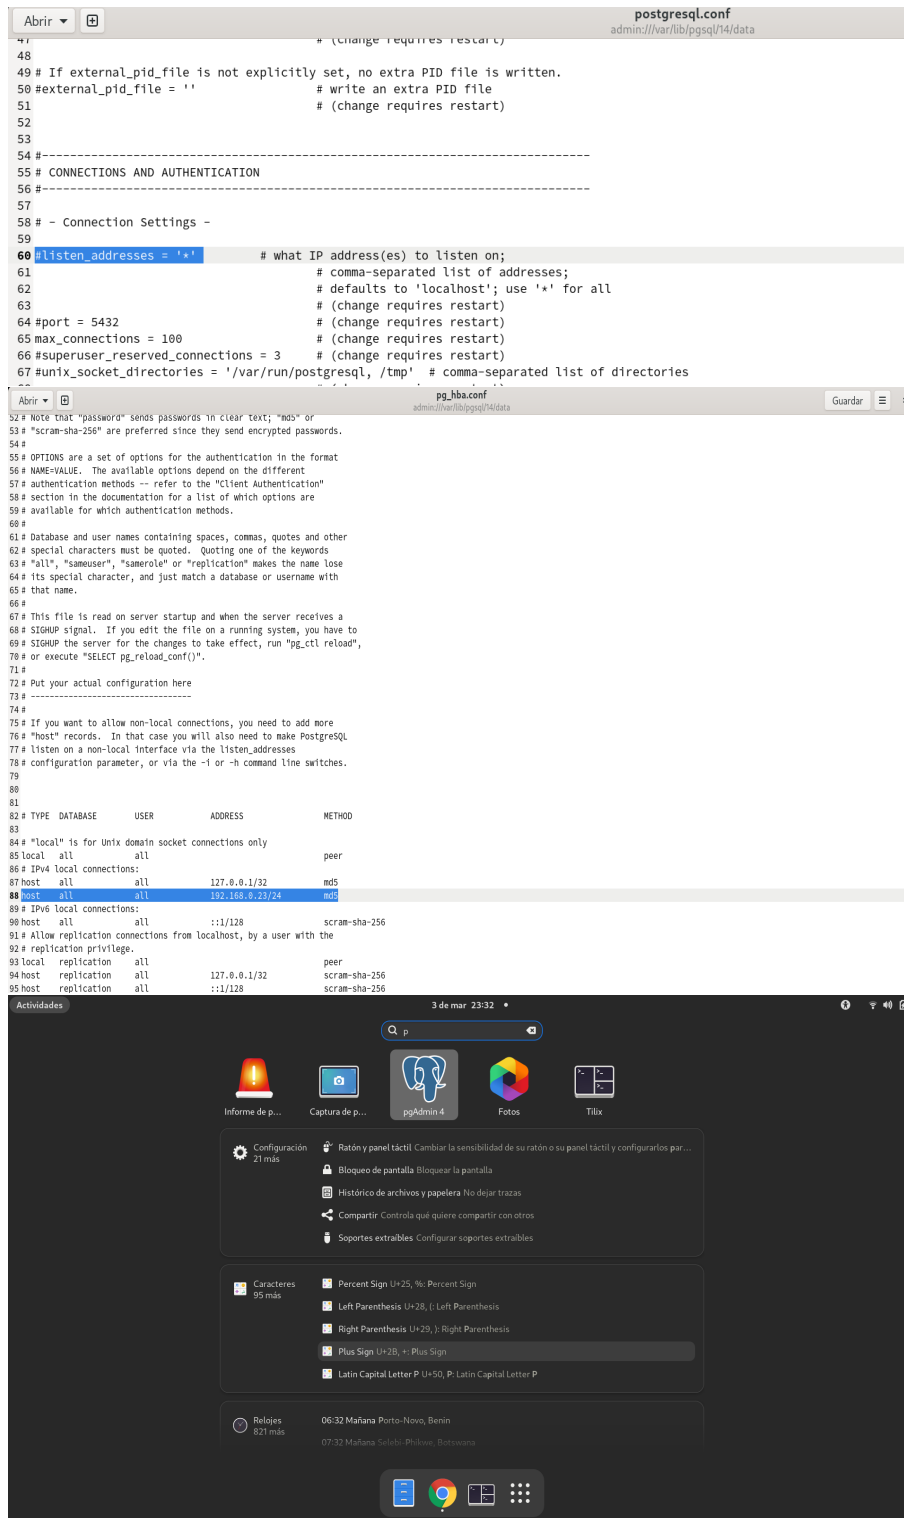 Abrir
postgresql.conf
admin:///var/lib/pgsql/14/data
47 # (change requires restart)
48
49 # If external_pid_file is not explicitly set, no extra PID file is written.
50 #external_pid_file = '' # write an extra PID file
51 # (change requires restart)
52
53
54 #------------------------------------------------------------------------------
55 # CONNECTIONS AND AUTHENTICATION
56 #------------------------------------------------------------------------------
57
58 # - Connection Settings -
59
60 #listen_addresses = '*' # what IP address(es) to listen on;
61 # comma-separated list of addresses;
62 # defaults to 'localhost'; use '*' for all
63 # (change requires restart)
64 #port = 5432 # (change requires restart)
65 max_connections = 100 # (change requires restart)
66 #superuser_reserved_connections = 3 # (change requires restart)
67 #unix_socket_directories = '/var/run/postgresql, /tmp' # comma-separated list of directories
Abrir
pg_hba.conf
admin:///var/lib/pgsql/14/data
Guardar
52 # Note that "password" sends passwords in clear text; "md5" or
53 # "scram-sha-256" are preferred since they send encrypted passwords.
54 #
55 # OPTIONS are a set of options for the authentication in the format
56 # NAME=VALUE. The available options depend on the different
57 # authentication methods -- refer to the "Client Authentication"
58 # section in the documentation for a list of which options are
59 # available for which authentication methods.
60 #
61 # Database and user names containing spaces, commas, quotes and other
62 # special characters must be quoted. Quoting one of the keywords
63 # "all", "sameuser", "samerole" or "replication" makes the name lose
64 # its special character, and just match a database or username with
65 # that name.
66 #
67 # This file is read on server startup and when the server receives a
68 # SIGHUP signal. If you edit the file on a running system, you have to
69 # SIGHUP the server for the changes to take effect, run "pg_ctl reload",
70 # or execute "SELECT pg_reload_conf()".
71 #
72 # Put your actual configuration here
73 # ----------------------------------
74 #
75 # If you want to allow non-local connections, you need to add more
76 # "host" records. In that case you will also need to make PostgreSQL
77 # listen on a non-local interface via the listen_addresses
78 # configuration parameter, or via the -i or -h command line switches.
79
80
81
82 # TYPE DATABASE USER ADDRESS METHOD
83
84 # "local" is for Unix domain socket connections only
85 local all all peer
86 # IPv4 local connections:
87 host all all 127.0.0.1/32 md5
88 host all all 192.168.0.23/24 md5
89 # IPv6 local connections:
90 host all all ::1/128 scram-sha-256
91 # Allow replication connections from localhost, by a user with the
92 # replication privilege.
93 local replication all peer
94 host replication all 127.0.0.1/32 scram-sha-256
95 host replication all ::1/128 scram-sha-256
Actividades
3 de mar 23:32
p
Informe de p... Captura de p... pgAdmin 4 Fotos Tilix
Configuración
21 más
Ratón y panel táctil Cambiar la sensibilidad de su ratón o su panel táctil y configurarlos par...
Bloqueo de pantalla Bloquear la pantalla
Histórico de archivos y papelera No dejar trazas
Compartir Controla qué quiere compartir con otros
Soportes extraíbles Configurar soportes extraíbles
Caracteres
95 más
Percent Sign U+25, %: Percent Sign
Left Parenthesis U+28, (: Left Parenthesis
Right Parenthesis U+29, ): Right Parenthesis
Plus Sign U+2B, +: Plus Sign
Latin Capital Letter P U+50, P: Latin Capital Letter P
Relojes
821 más
06:32 Mañana Porto-Novo, Benin
07:32 Mañana Selebi-Phikwe, Botswana